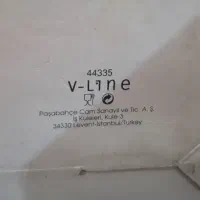 44335
V-Line
Paşabahçe Cam Sanayii ve Tic. A.Ş.
İş Kuleleri, Kule 3
34330 Levent-İstanbul/Turkey